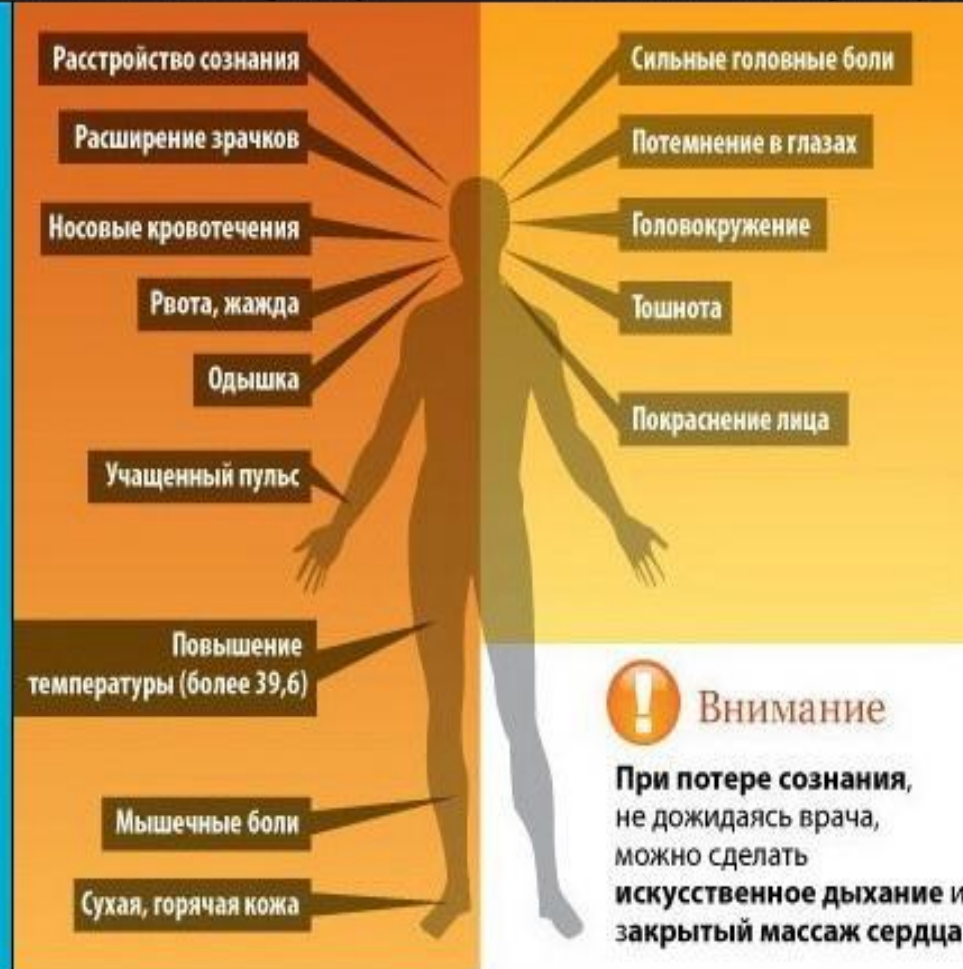 Расстройство сознания
Расширение зрачков
Носовые кровотечения
Рвота, жажда
Одышка
Учащенный пульс
Повышение
температуры (более 39,6)
Мышечные боли
Сухая, горячая кожа
Сильные головные боли
Потемнение в глазах
Головокружение
Тошнота
Покраснение лица
! Внимание
При потере сознания,
не дожидаясь врача,
можно сделать
искусственное дыхание и
закрытый массаж сердца